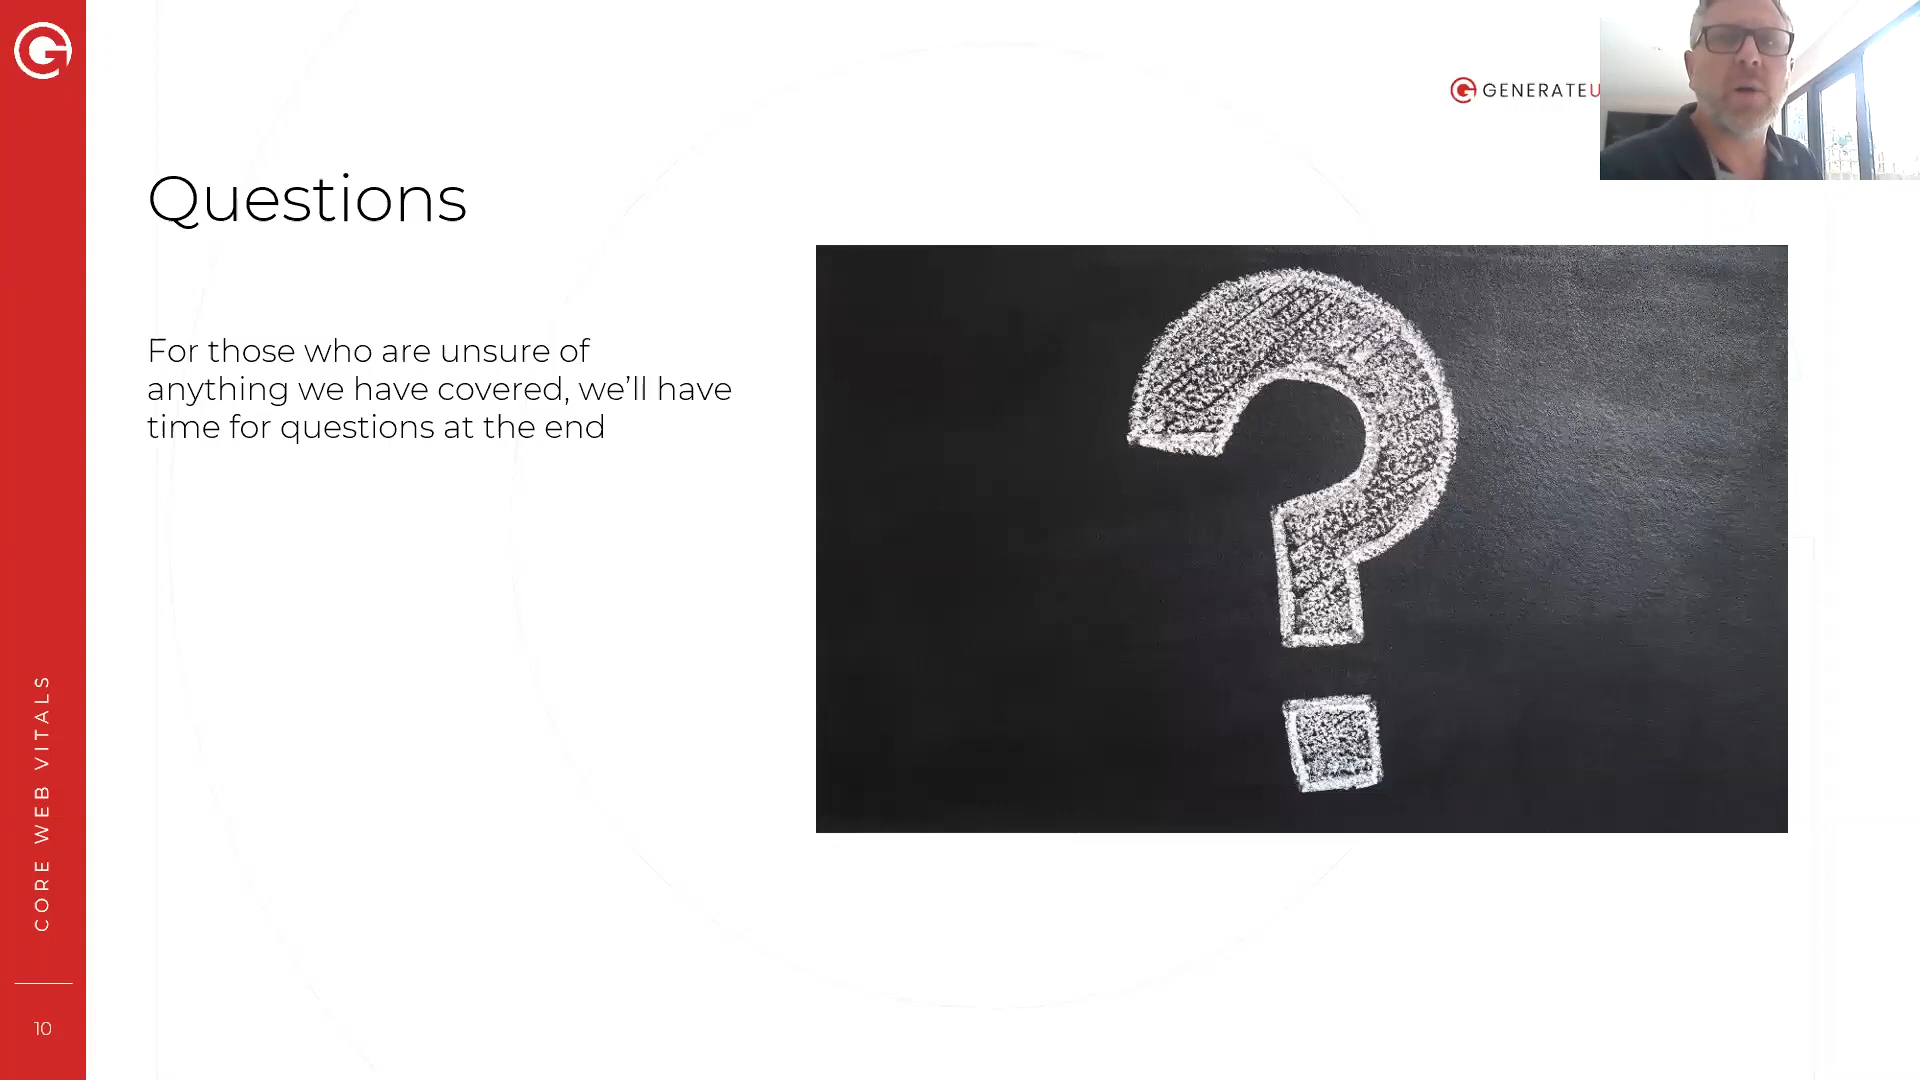 GENERATEU
Questions
For those who are unsure of
anything we have covered, we’ll have
time for questions at the end
CORE WEB VITALS
10